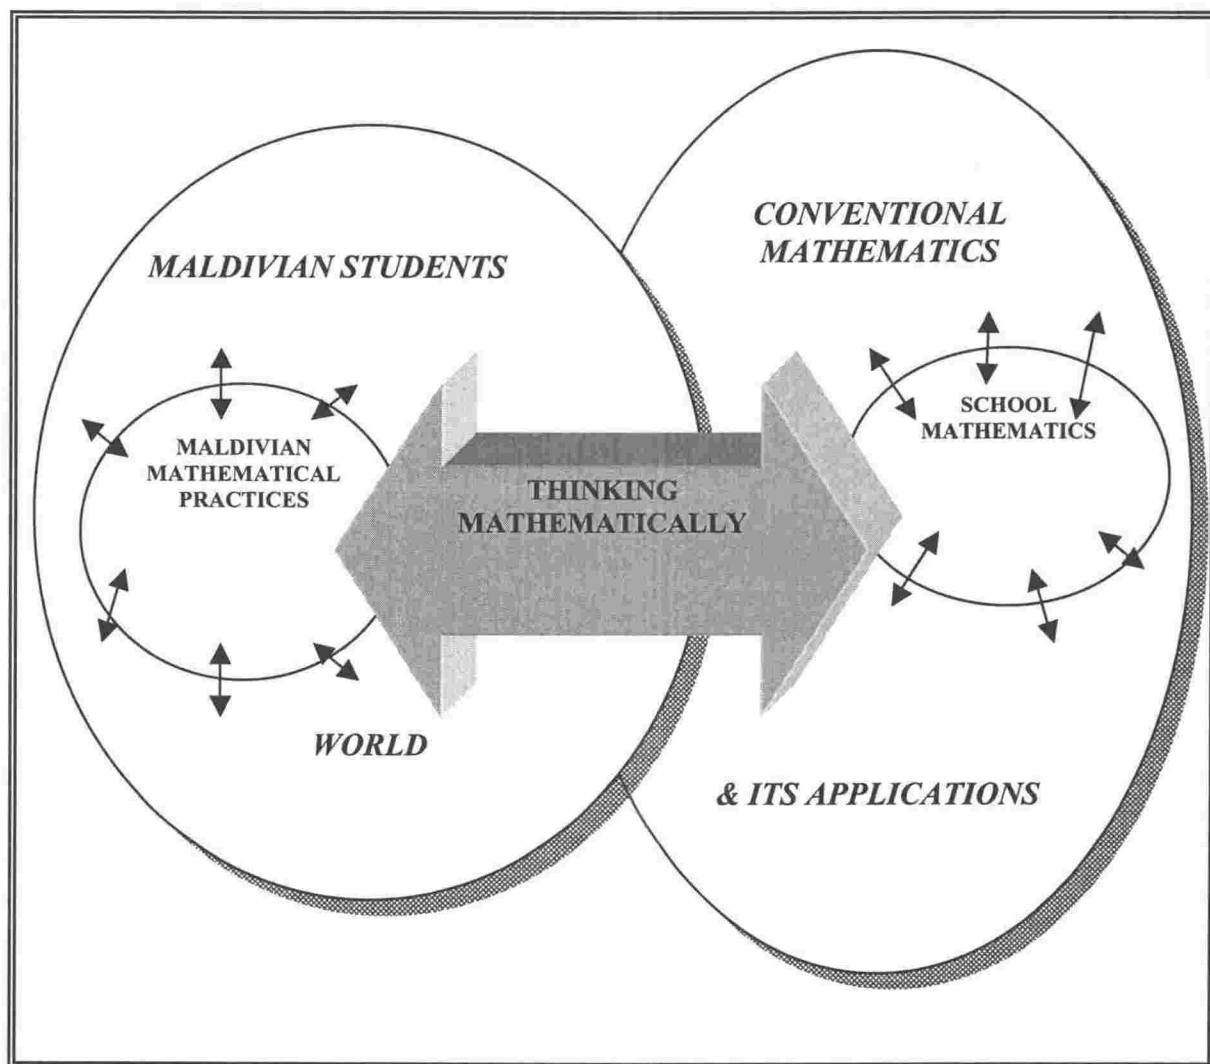 MALDIVIAN STUDENTS
MALDIVIAN
MATHEMATICAL
PRACTICES
WORLD
THINKING
MATHEMATICALLY
CONVENTIONAL
MATHEMATICS
SCHOOL
MATHEMATICS
& ITS APPLICATIONS